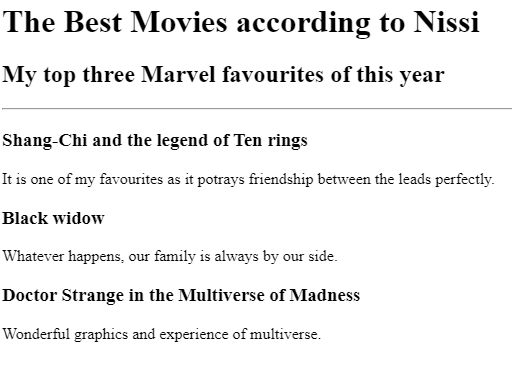 The Best Movies according to Nissi
My top three Marvel favourites of this year
Shang-Chi and the legend of Ten rings
It is one of my favourites as it potrays friendship between the leads perfectly.
Black widow
Whatever happens, our family is always by our side.
Doctor Strange in the Multiverse of Madness
Wonderful graphics and experience of multiverse.